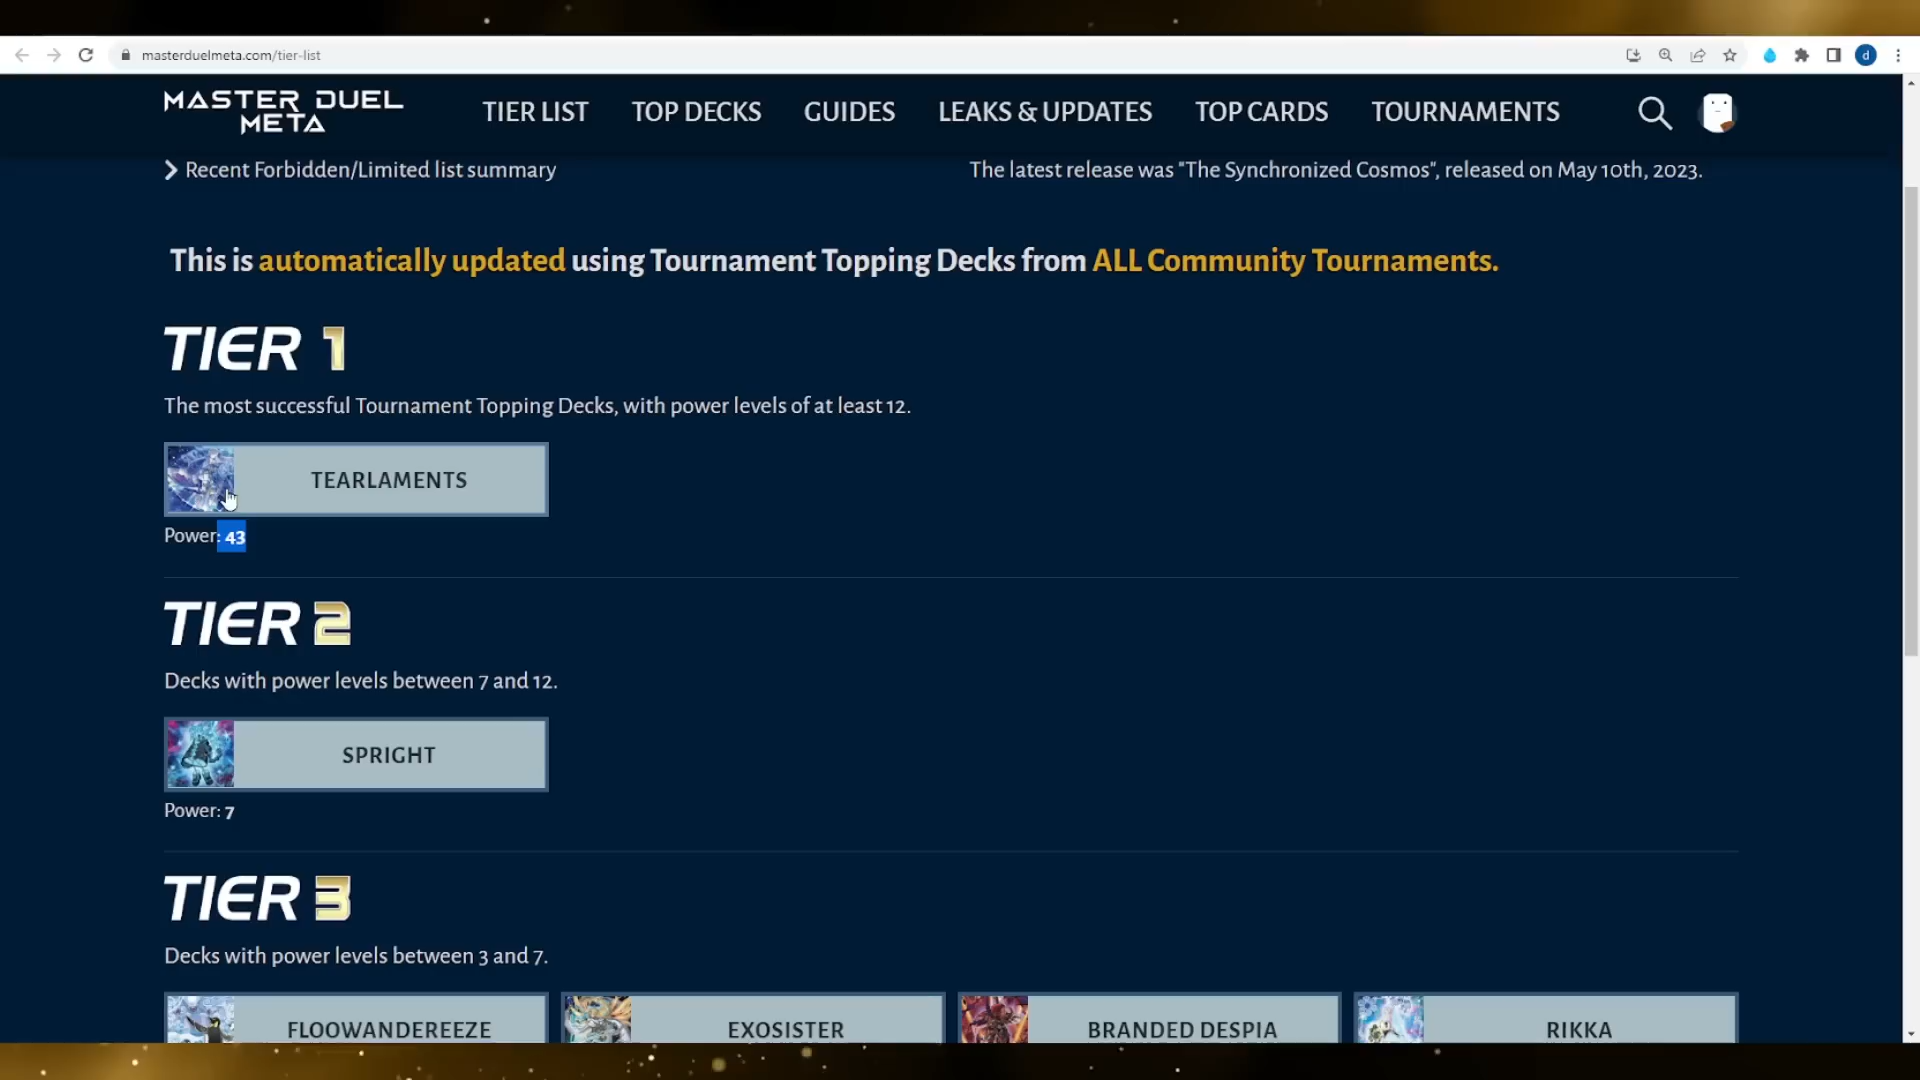 masterduelmeta.com/tier-list
d
MASTER DUEL
META
TIER LIST
TOP DECKS
GUIDES
LEAKS & UPDATES
TOP CARDS
TOURNAMENTS
Recent Forbidden/Limited list summary
The latest release was "The Synchronized Cosmos", released on May 10th, 2023.
This is automatically updated using Tournament Topping Decks from ALL Community Tournaments.
TIER 1
The most successful Tournament Topping Decks, with power levels of at least 12.
TEARLAMENTS
Power: 43
TIER 2
Decks with power levels between 7 and 12.
SPRIGHT
Power: 7
TIER 3
Decks with power levels between 3 and 7.
FLOOWANDEREEZE
EXOSISTER
BRANDED DESPIA
RIKKA